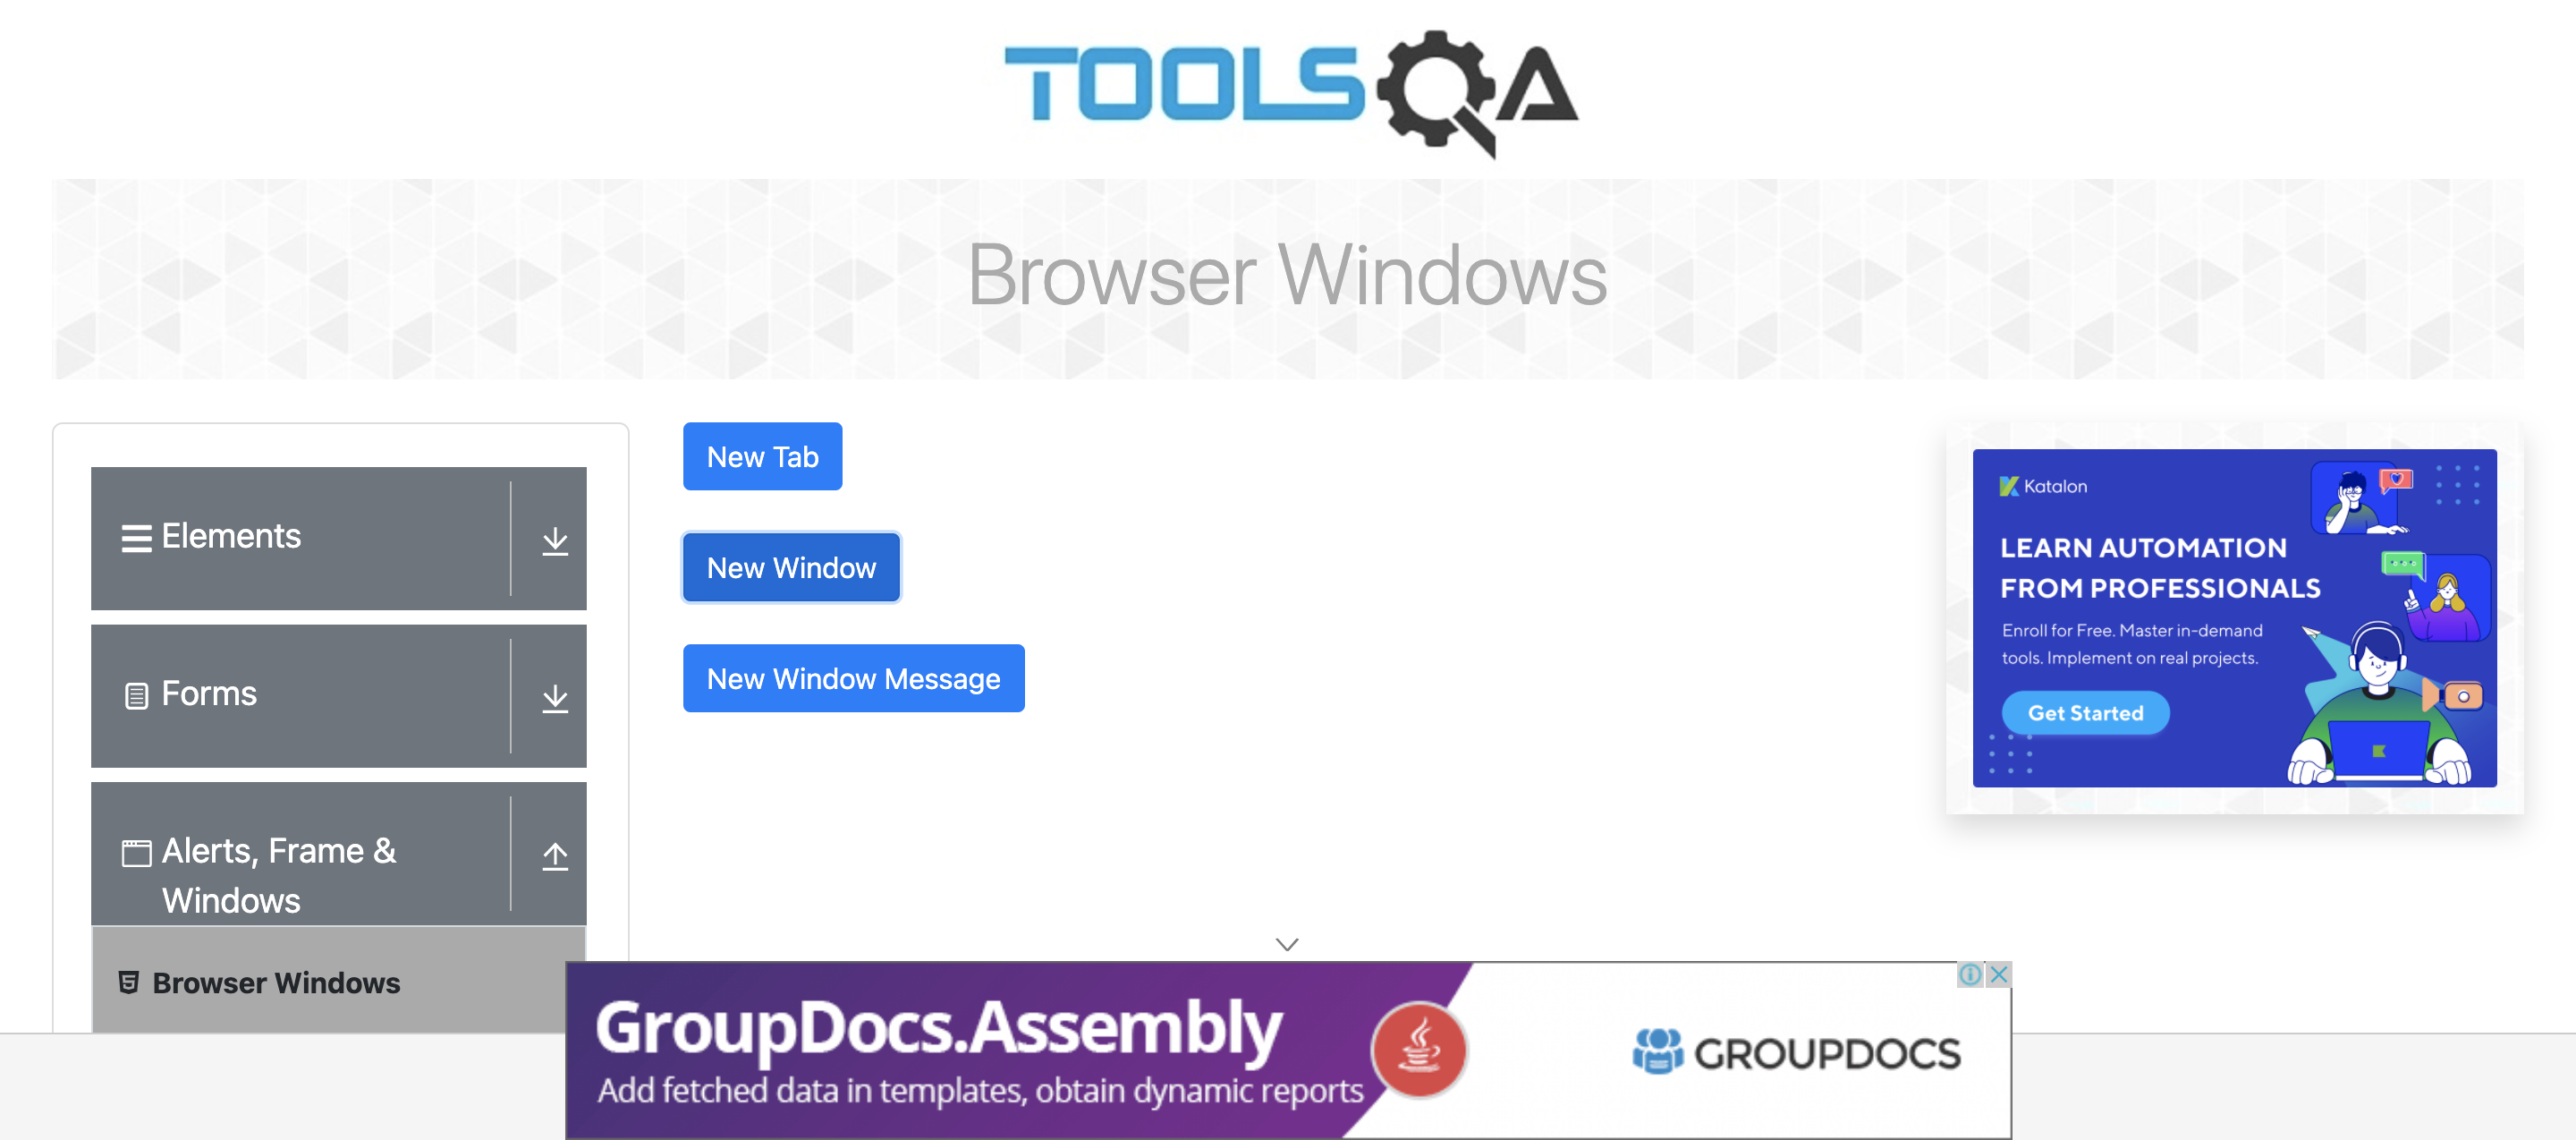 TOOLSQA
Browser Windows
Elements
Forms
Alerts, Frame &
Windows
Browser Windows
New Tab
New Window
New Window Message
Katalon
LEARN AUTOMATION
FROM PROFESSIONALS
Enroll for Free. Master in-demand
tools. Implement on real projects.
Get Started
GroupDocs.Assembly
Add fetched data in templates, obtain dynamic reports
GROUPDOCS